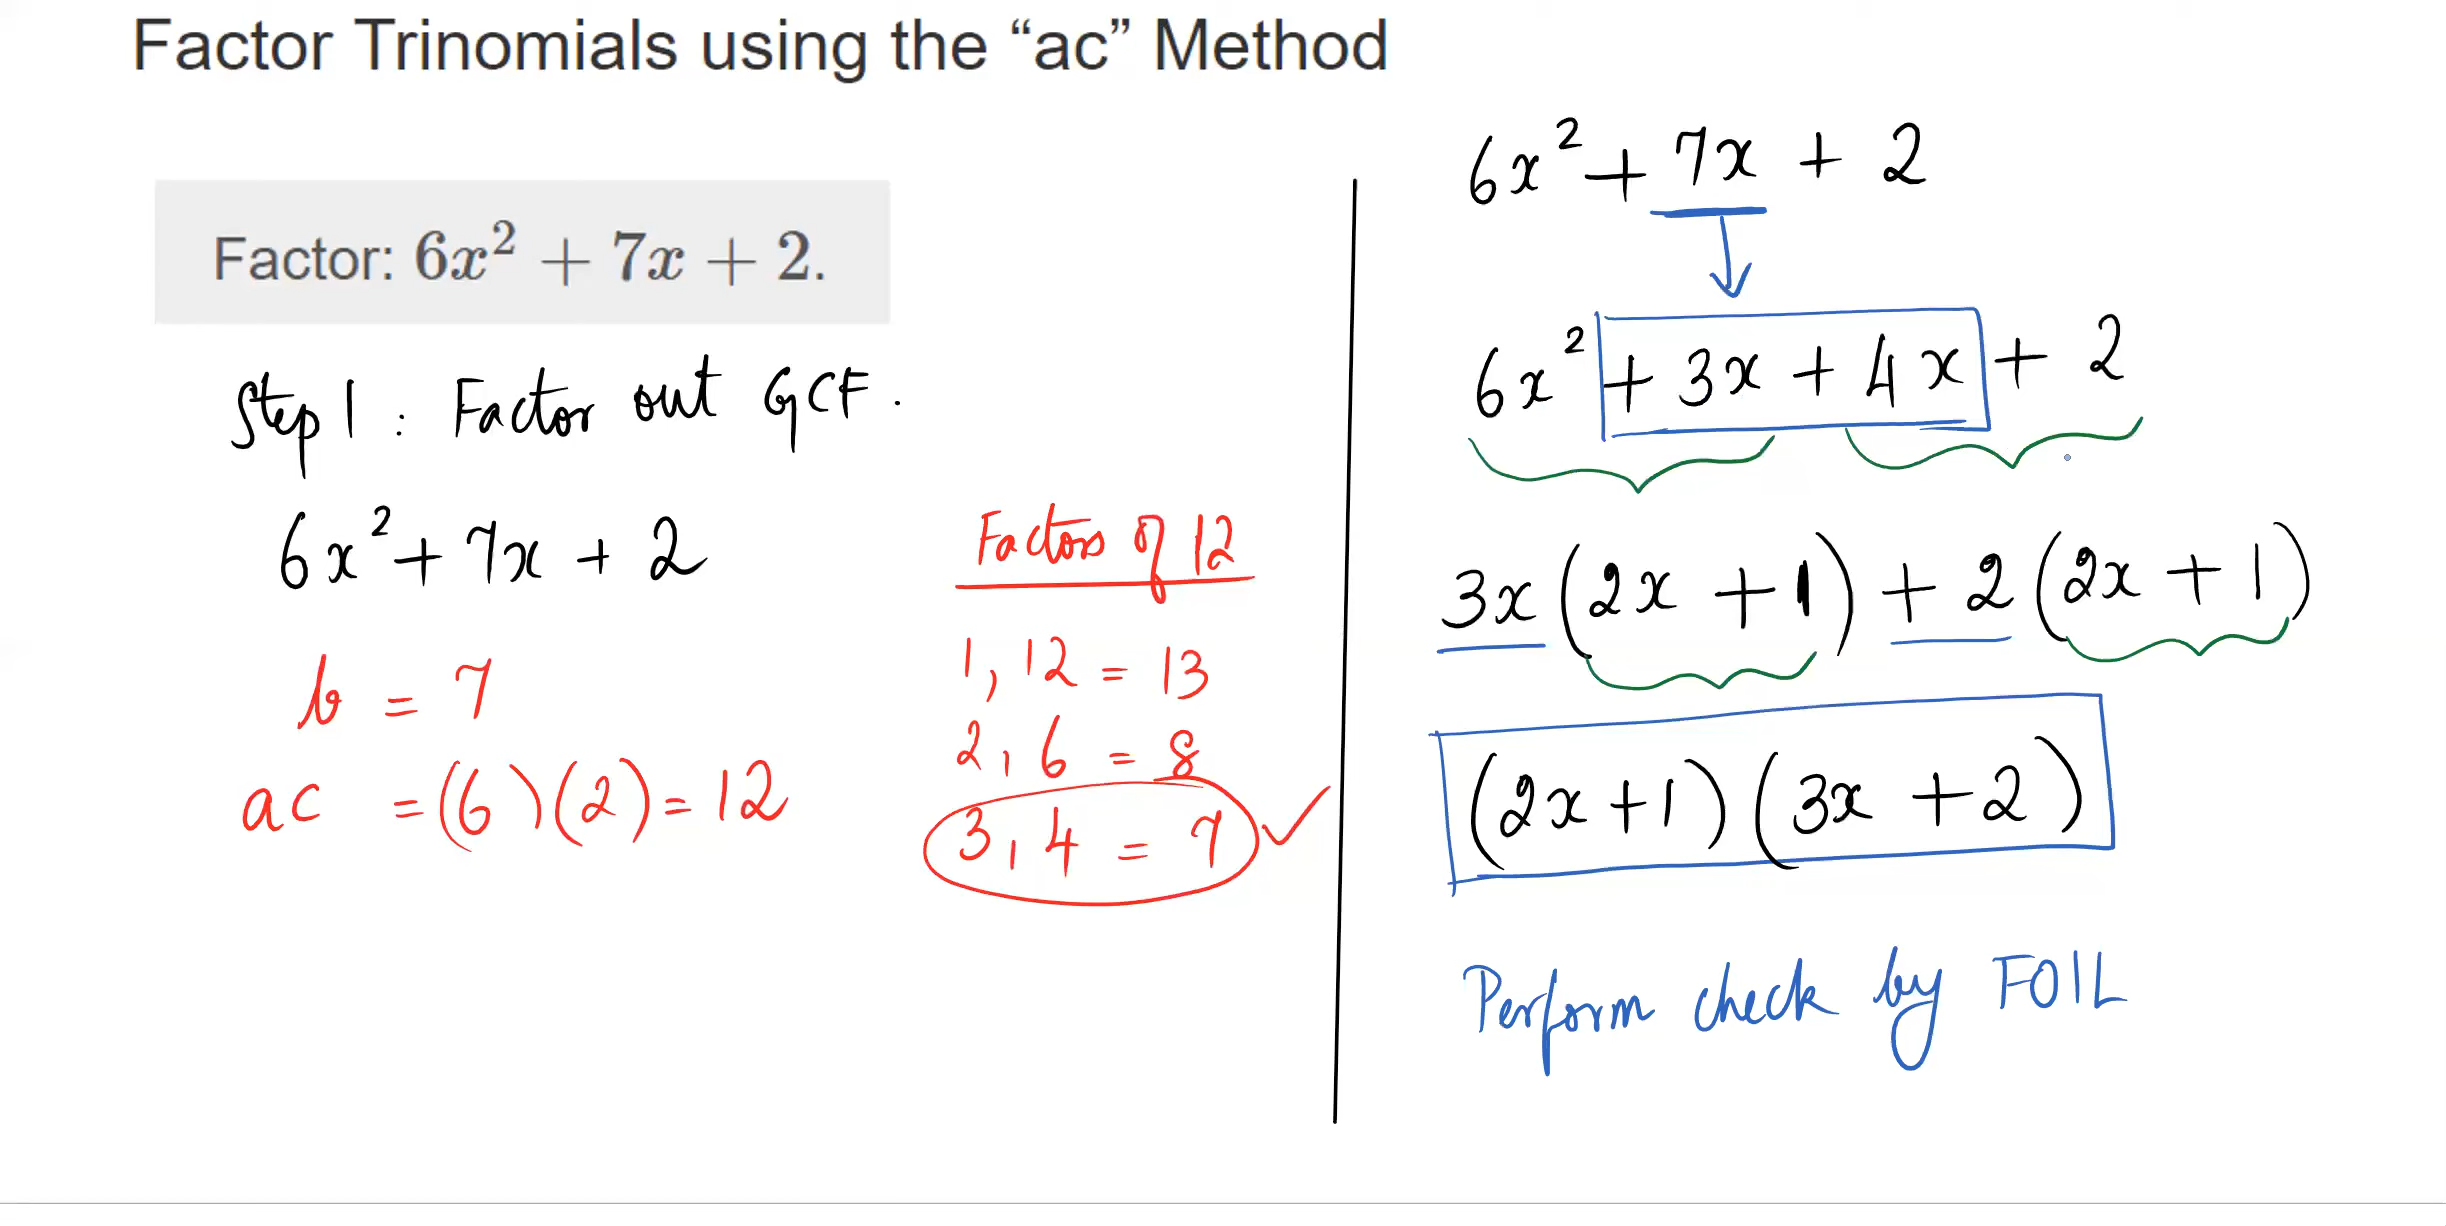 Factor Trinomials using the “ac” Method
Factor: 6x² + 7x + 2.
Step 1 : Factor out GCF.
6x² + 7x + 2
b = 7
ac = (6)(2) = 12
Factors of 12
1, 12 = 13
2, 6 = 8
3, 4 = 7 ✓
6x² + 7x + 2
6x² + 3x + 4x + 2
3x(2x + 1) + 2(2x + 1)
(2x+1)(3x + 2)
Perform check by FOIL